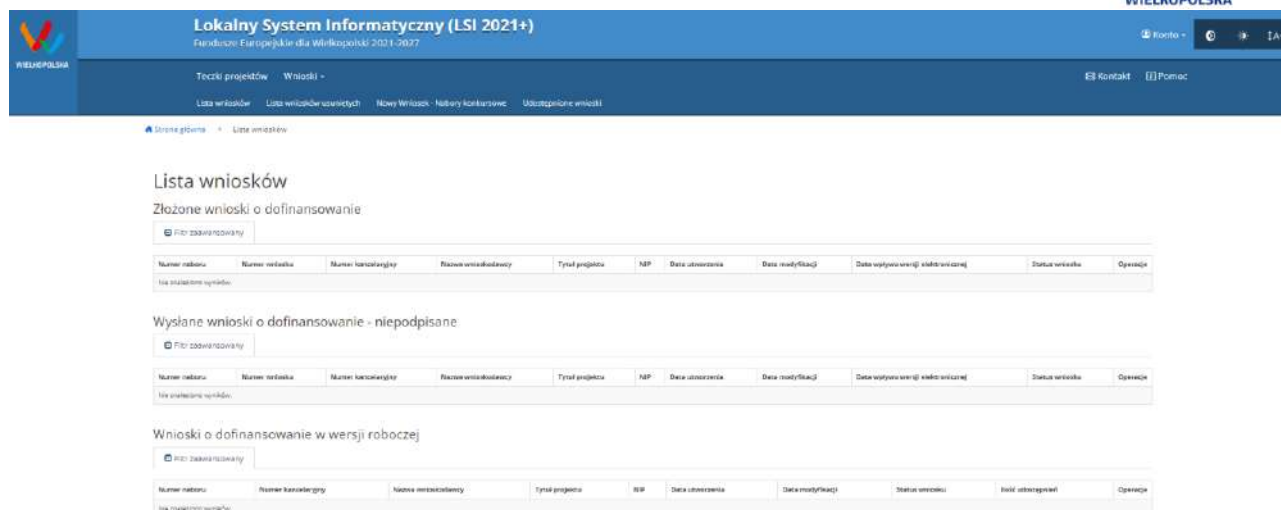 WIELKOPOLSKA
Lokalny System Informatyczny (LSI 2021+)
Fundusze Europejskie dla Wielkopolski 2021-2027
Konto
WIELKOPOLSKA
Teczki projektów Wnioski
Kontakt Pomoc
Lista wniosków Lista wniosków usuniętych Nowy Wniosek - Nabory konkursowe Udostępnione wnioski
Strona główna Lista wniosków
Lista wniosków
Złożone wnioski o dofinansowanie
Filtr zaawansowany
Numer naboru Numer wniosku Numer kancelaryjny Nazwa wnioskodawcy Tytuł projektu NIP Data utworzenia Data modyfikacji Data wpływu wersji elektronicznej Status wniosku Operacje
Nie znaleziono wyników.
Wysłane wnioski o dofinansowanie - niepodpisane
Filtr zaawansowany
Numer naboru Numer wniosku Numer kancelaryjny Nazwa wnioskodawcy Tytuł projektu NIP Data utworzenia Data modyfikacji Data wpływu wersji elektronicznej Status wniosku Operacje
Nie znaleziono wyników.
Wnioski o dofinansowanie w wersji roboczej
Filtr zaawansowany
Numer naboru Numer kancelaryjny Nazwa wnioskodawcy Tytuł projektu NIP Data utworzenia Data modyfikacji Status wniosku Ilość udostępnień Operacje
Nie znaleziono wyników.